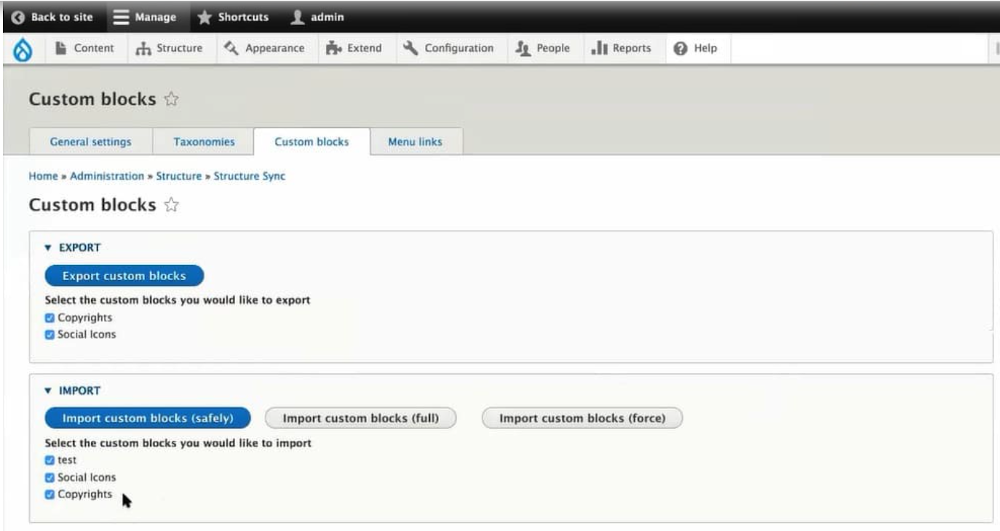 Back to site Manage Shortcuts admin
Content Structure Appearance Extend Configuration People Reports Help
Custom blocks
General settings Taxonomies Custom blocks Menu links
Home » Administration » Structure » Structure Sync
Custom blocks
EXPORT
Export custom blocks
Select the custom blocks you would like to export
Copyrights
Social Icons
IMPORT
Import custom blocks (safely) Import custom blocks (full) Import custom blocks (force)
Select the custom blocks you would like to import
test
Social Icons
Copyrights